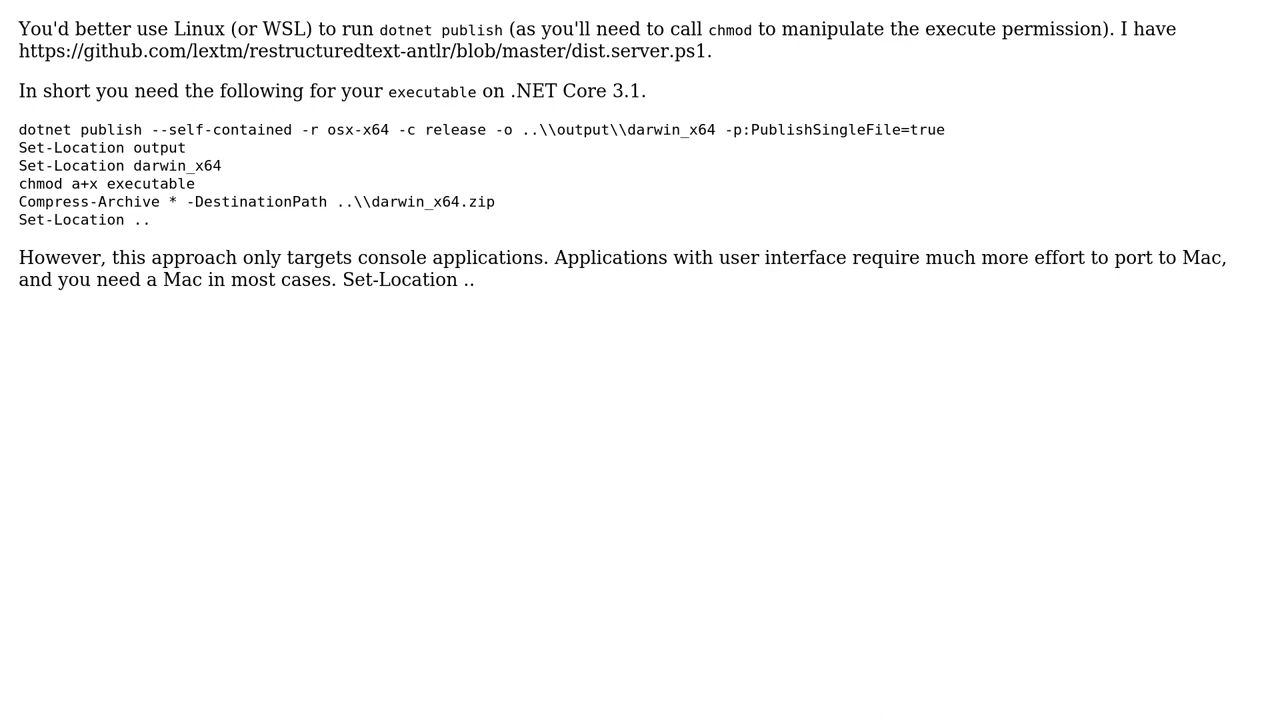 You'd better use Linux (or WSL) to run dotnet publish (as you'll need to call chmod to manipulate the execute permission). I have
https://github.com/lextm/restructuredtext-antlr/blob/master/dist.server.ps1.
In short you need the following for your executable on .NET Core 3.1.
dotnet publish --self-contained -r osx-x64 -c release -o ..\\output\\darwin_x64 -p:PublishSingleFile=true
Set-Location output
Set-Location darwin_x64
chmod a+x executable
Compress-Archive * -DestinationPath ..\\darwin_x64.zip
Set-Location ..
However, this approach only targets console applications. Applications with user interface require much more effort to port to Mac,
and you need a Mac in most cases. Set-Location ..